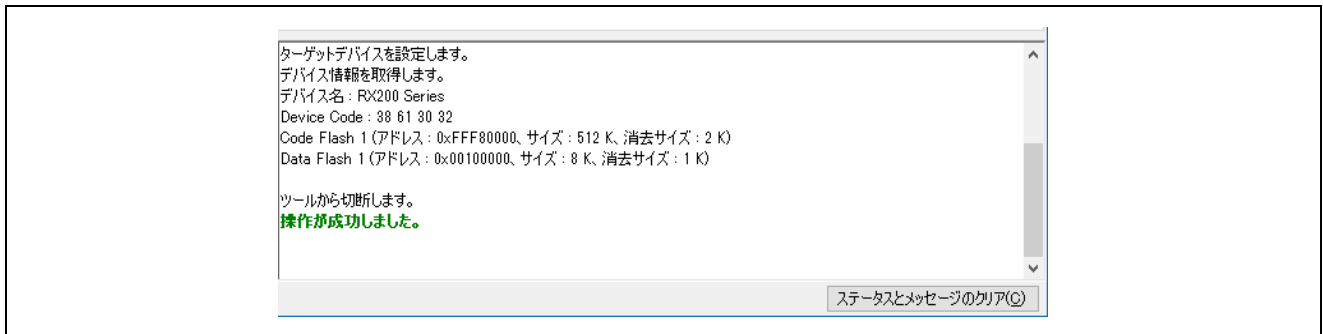 ターゲットデバイスを設定します。
デバイス情報を取得します。
デバイス名 : RX200 Series
Device Code : 38 61 30 32
Code Flash 1 (アドレス : 0xFFF80000、サイズ : 512 K、消去サイズ : 2 K)
Data Flash 1 (アドレス : 0x00100000、サイズ : 8 K、消去サイズ : 1 K)
ツールから切断します。
操作が成功しました。
ステータスとメッセージのクリア(C)